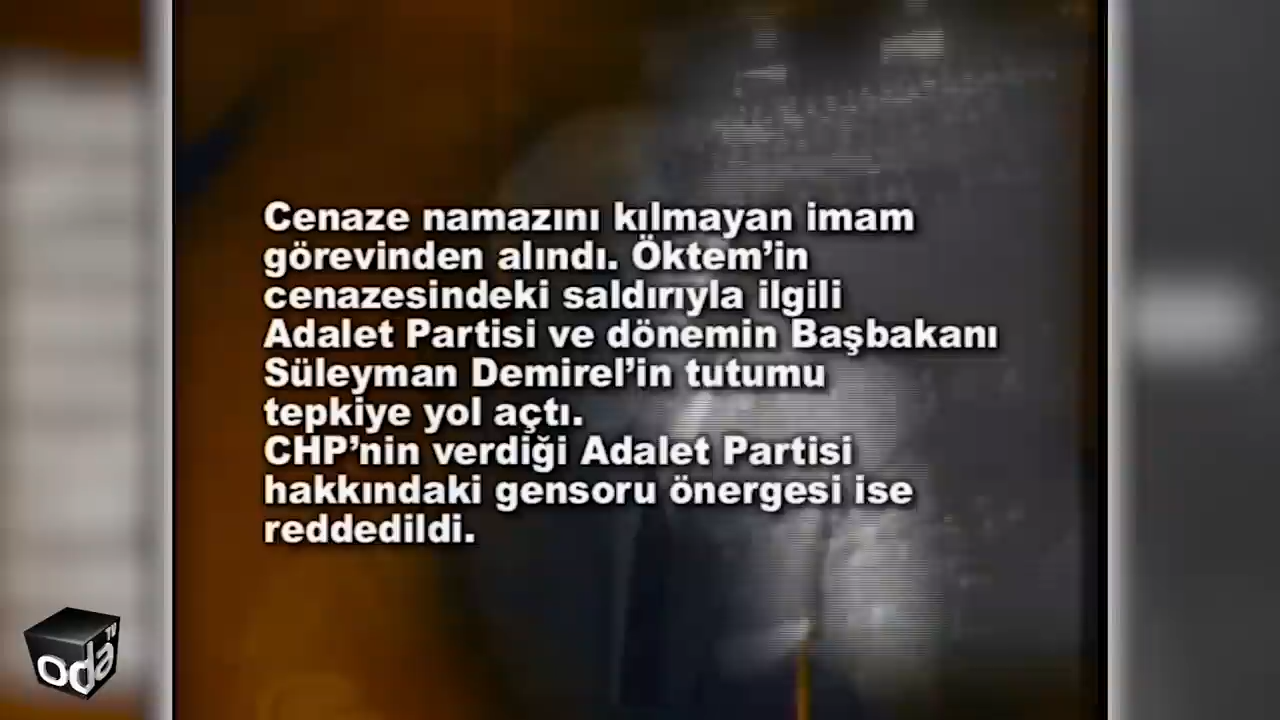 Cenaze namazını kılmayan imam
görevinden alındı. Öktem’in
cenazesindeki saldırıyla ilgili
Adalet Partisi ve dönemin Başbakanı
Süleyman Demirel’in tutumu
tepkiye yol açtı.
CHP’nin verdiği Adalet Partisi
hakkındaki gensoru önergesi ise
reddedildi.
oda TV